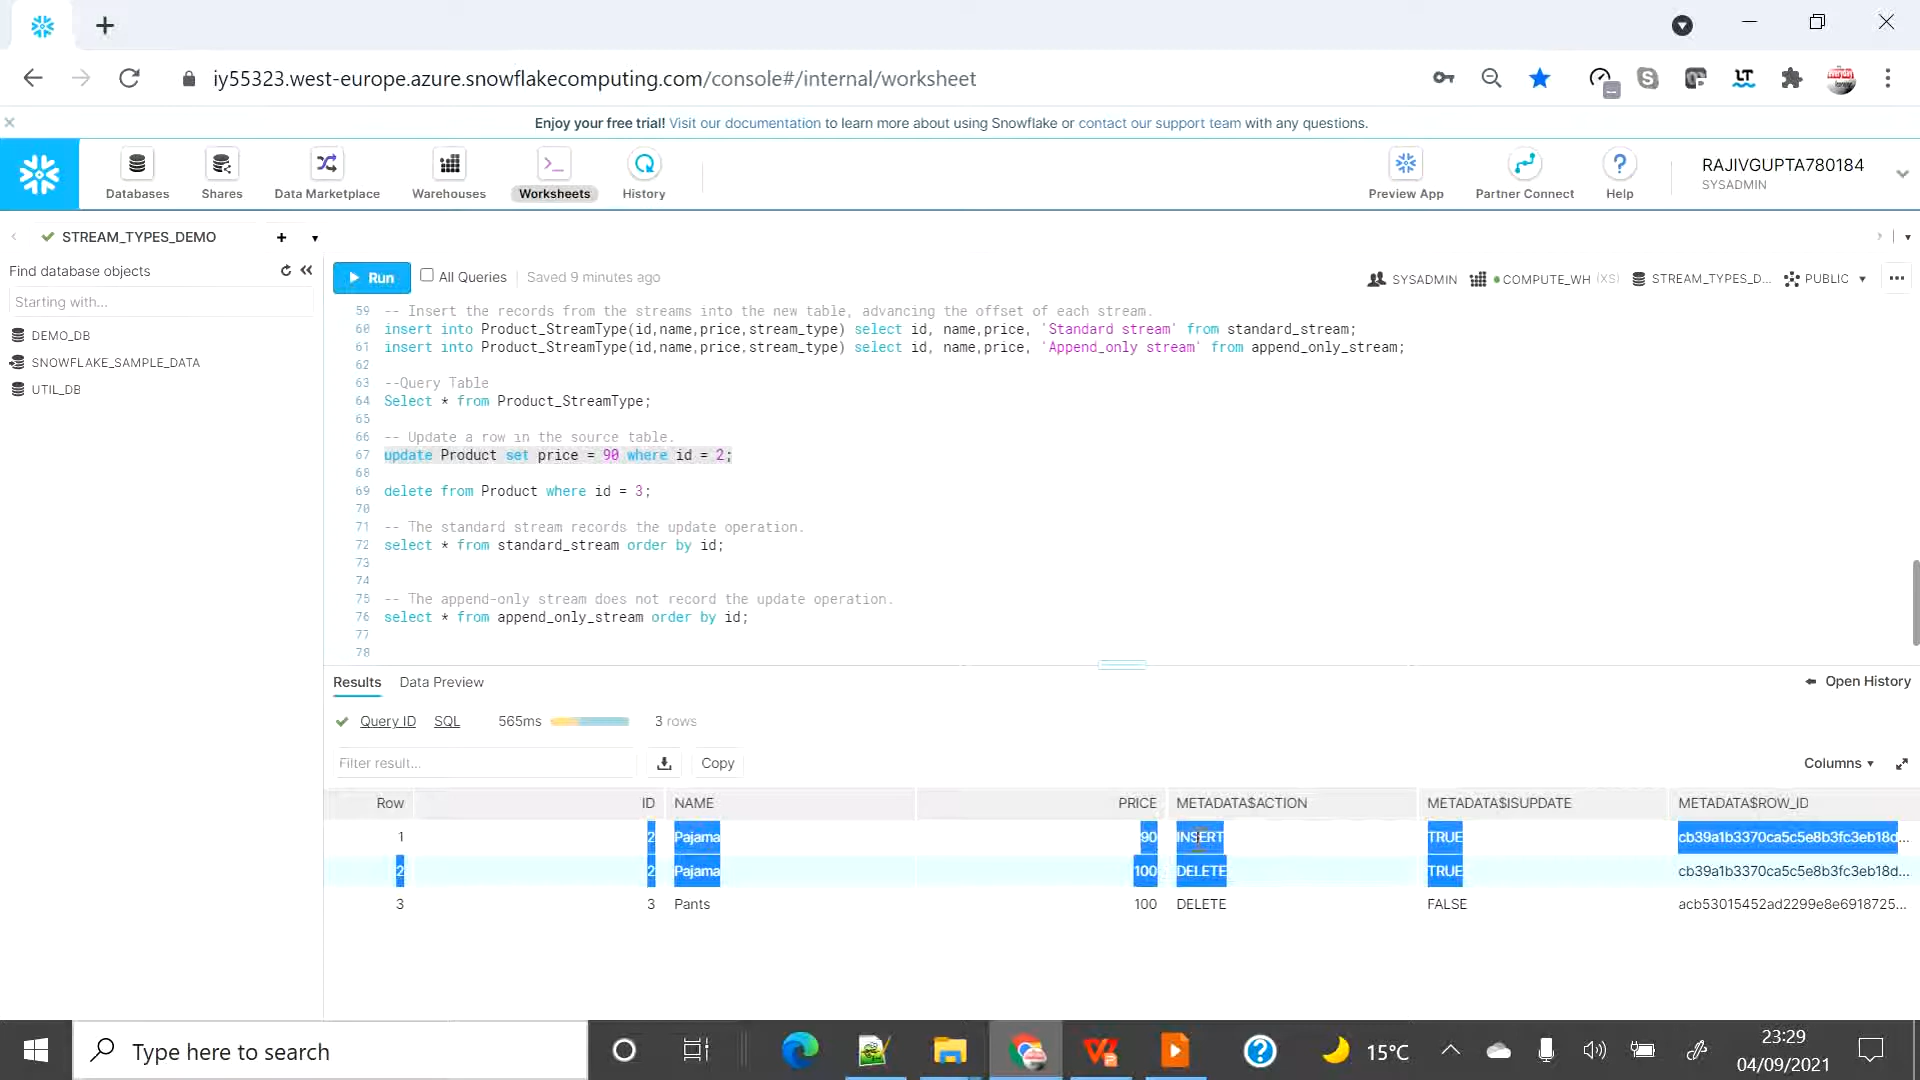 iy55323.west-europe.azure.snowflakecomputing.com/console#/internal/worksheet
Enjoy your free trial! Visit our documentation to learn more about using Snowflake or contact our support team with any questions.
Databases
Shares
Data Marketplace
Warehouses
Worksheets
History
Preview App
Partner Connect
Help
RAJIVGUPTA780184
SYSADMIN
STREAM_TYPES_DEMO
Find database objects
Starting with...
DEMO_DB
SNOWFLAKE_SAMPLE_DATA
UTIL_DB
Run
All Queries
Saved 9 minutes ago
SYSADMIN
COMPUTE_WH (XS)
STREAM_TYPES_D...
PUBLIC
59 -- Insert the records from the streams into the new table, advancing the offset of each stream.
60 insert into Product_StreamType(id,name,price,stream_type) select id, name,price, 'Standard stream' from standard_stream;
61 insert into Product_StreamType(id,name,price,stream_type) select id, name,price, 'Append_only stream' from append_only_stream;
62
63 --Query Table
64 Select * from Product_StreamType;
65
66 -- Update a row in the source table.
67 update Product set price = 90 where id = 2;
68
69 delete from Product where id = 3;
70
71 -- The standard stream records the update operation.
72 select * from standard_stream order by id;
73
74
75 -- The append-only stream does not record the update operation.
76 select * from append_only_stream order by id;
77
78
Results
Data Preview
Open History
Query ID
SQL
565ms
3 rows
Filter result...
Copy
Columns
Row ID NAME PRICE METADATA$ACTION METADATA$ISUPDATE METADATA$ROW_ID
1 2 Pajama 90 INSERT TRUE cb39a1b3370ca5c5e8b3fc3eb18d...
2 2 Pajama 100 DELETE TRUE cb39a1b3370ca5c5e8b3fc3eb18d...
3 3 Pants 100 DELETE FALSE acb53015452ad2299e8e6918725...
Type here to search
15°C
23:29
04/09/2021